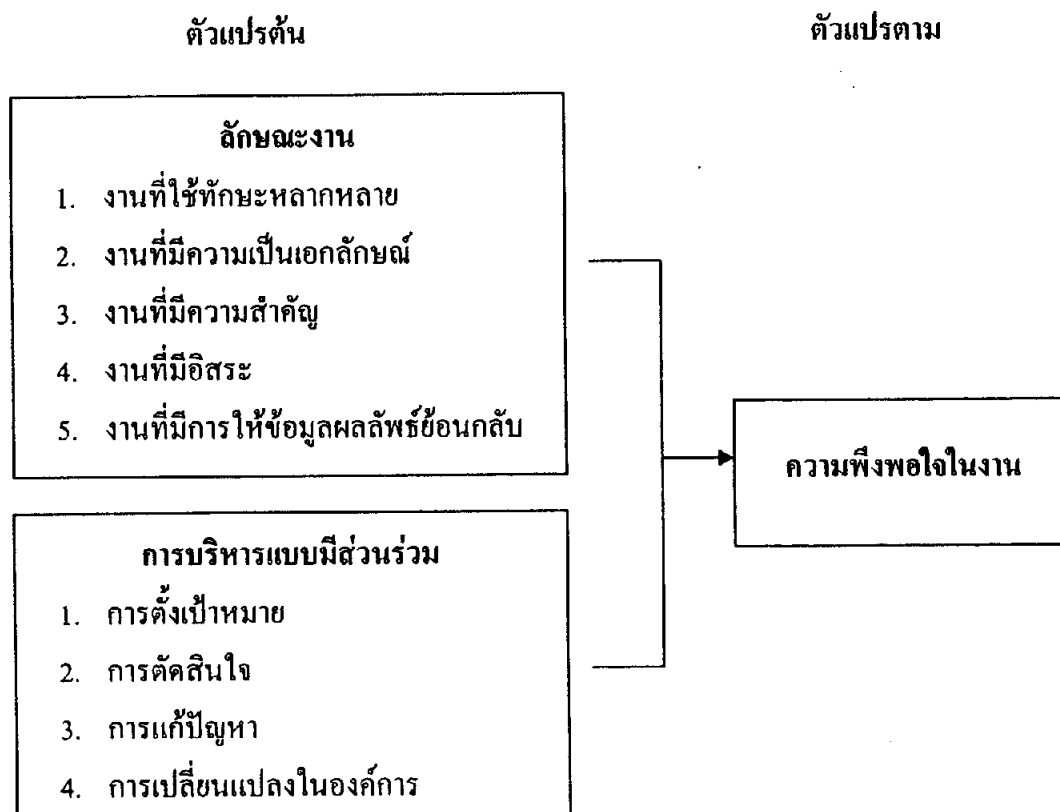 ตัวแปรต้น
ตัวแปรตาม
ลักษณะงาน
1. งานที่ใช้ทักษะหลากหลาย
2. งานที่มีความเป็นเอกลักษณ์
3. งานที่มีความสำคัญ
4. งานที่มีอิสระ
5. งานที่มีการให้ข้อมูลผลลัพธ์ย้อนกลับ
ความพึงพอใจในงาน
การบริหารแบบมีส่วนร่วม
1. การตั้งเป้าหมาย
2. การตัดสินใจ
3. การแก้ปัญหา
4. การเปลี่ยนแปลงในองค์การ